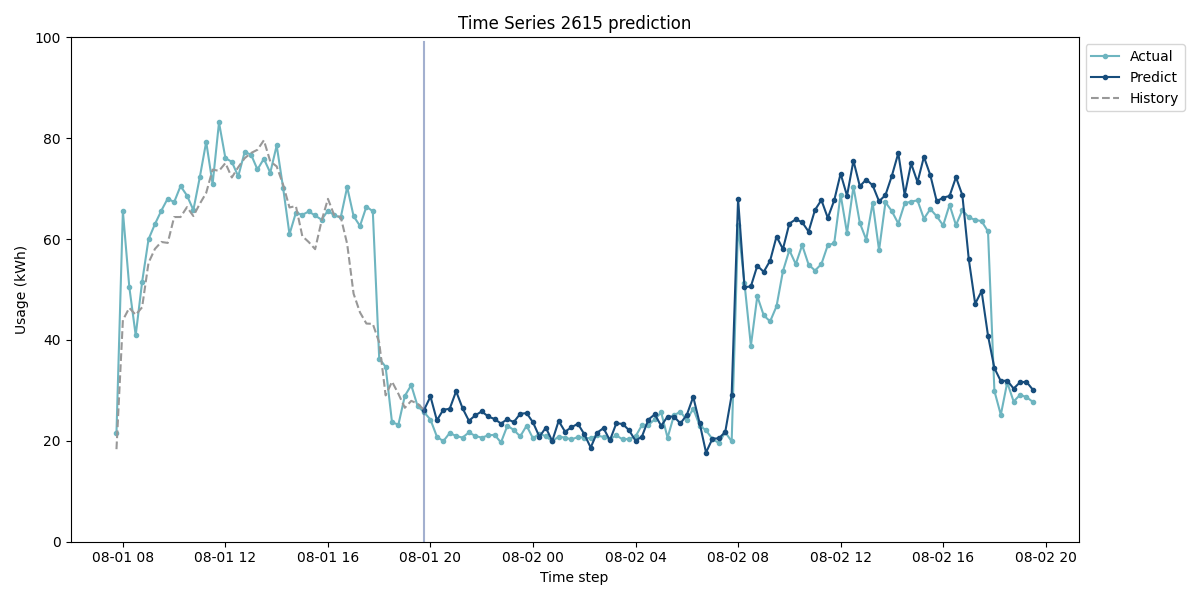 Time Series 2615 prediction
100
80
60
40
20
0
Usage (kWh)
08-01 08
08-01 12
08-01 16
08-01 20
08-02 00
08-02 04
08-02 08
08-02 12
08-02 16
08-02 20
Time step
Actual
Predict
History